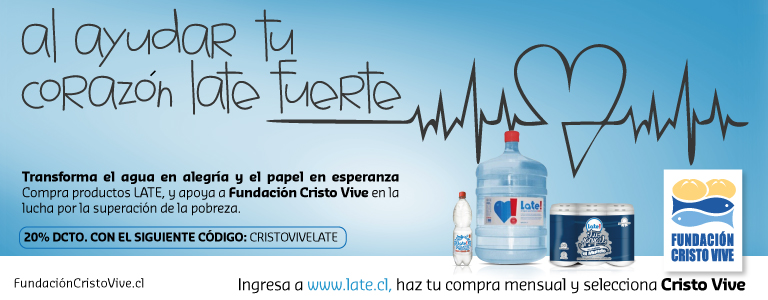 al ayudar tu
corazón late fuerte
Transforma el agua en alegría y el papel en esperanza
Compra productos LATE, y apoya a Fundación Cristo Vive en la
lucha por la superación de la pobreza.
20% DCTO. CON EL SIGUIENTE CÓDIGO: CRISTOVIVELATE
Late!
Late!
FUNDACIÓN
CRISTO VIVE
FundaciónCristoVive.cl
Ingresa a www.late.cl, haz tu compra mensual y selecciona Cristo Vive